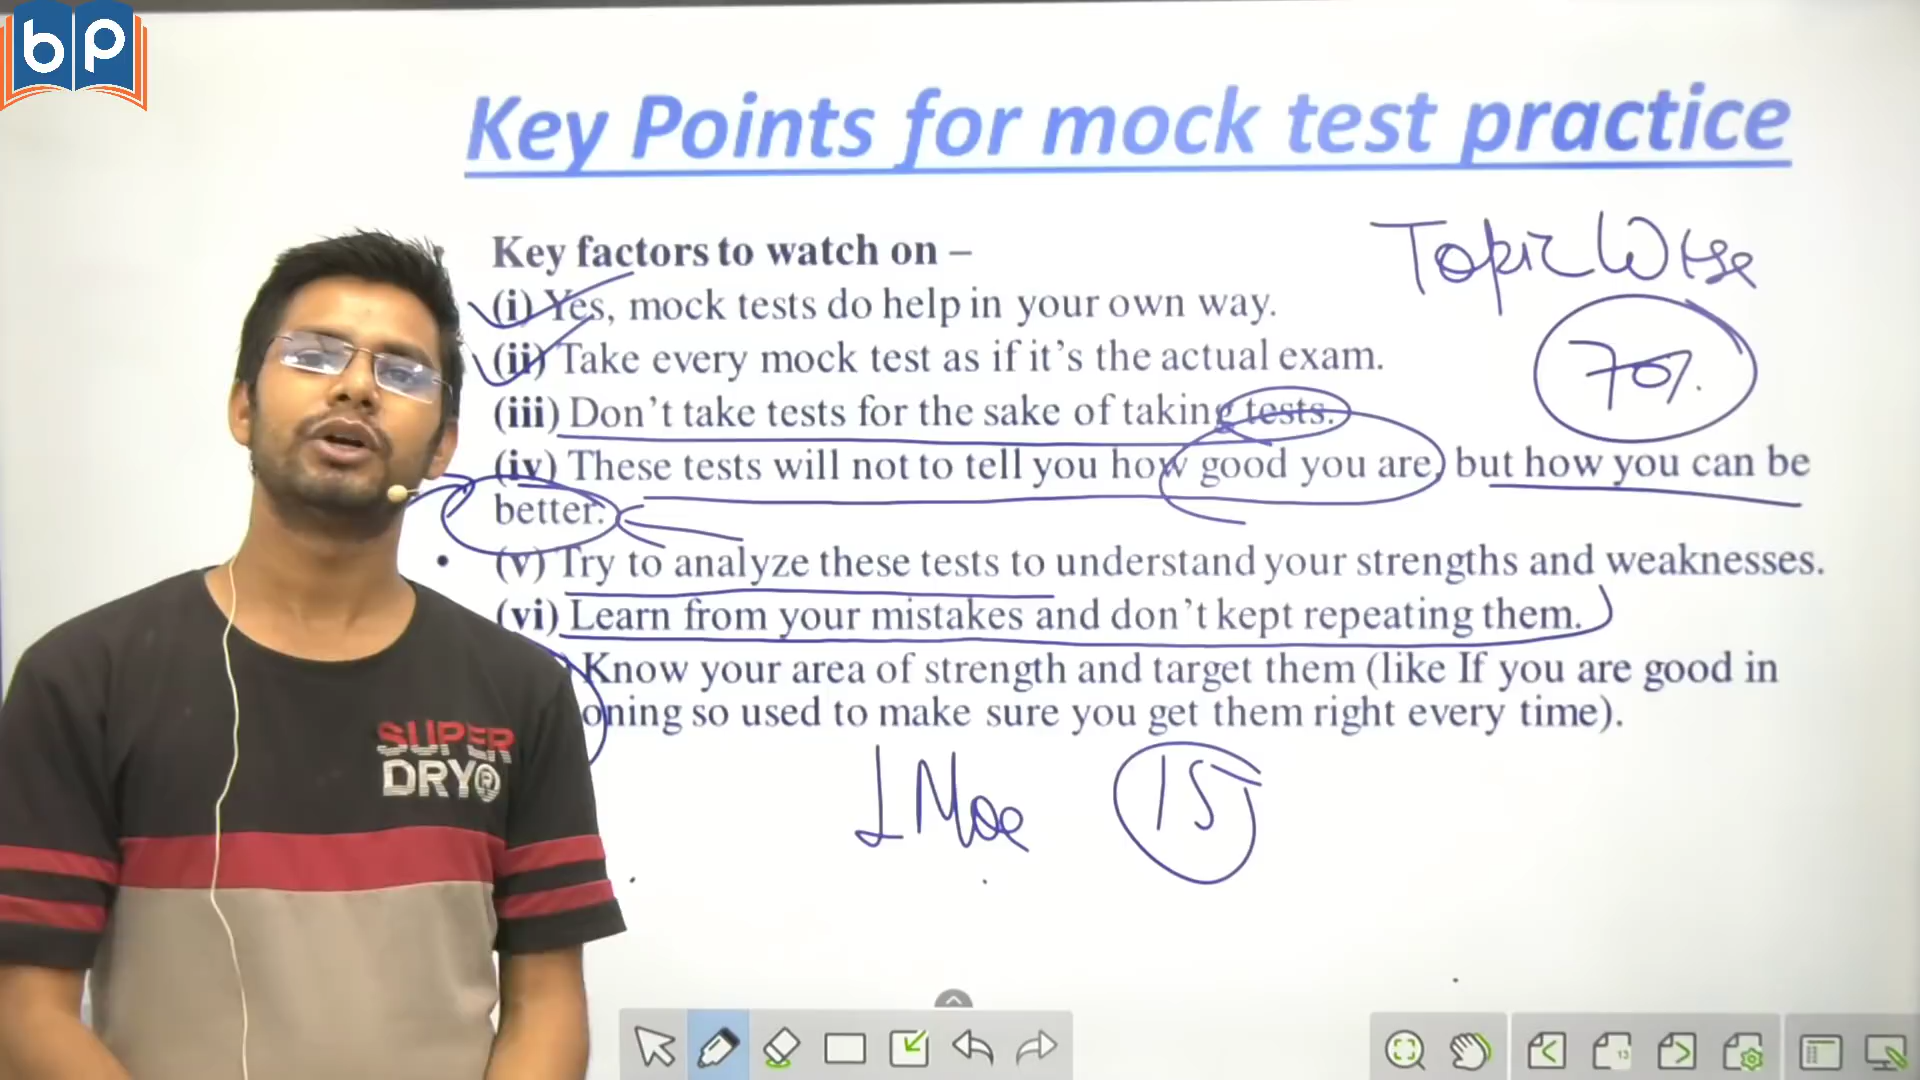 bp
Key Points for mock test practice
Key factors to watch on –
(i) Yes, mock tests do help in your own way.
(ii) Take every mock test as if it's the actual exam.
(iii) Don't take tests for the sake of taking tests.
(iv) These tests will not to tell you how good you are, but how you can be
better.
• (v) Try to analyze these tests to understand your strengths and weaknesses.
(vi) Learn from your mistakes and don't kept repeating them.
Know your area of strength and target them (like If you are good in
oning so used to make sure you get them right every time).
Topic Wise
70%
15
SUPER
DRY®
13